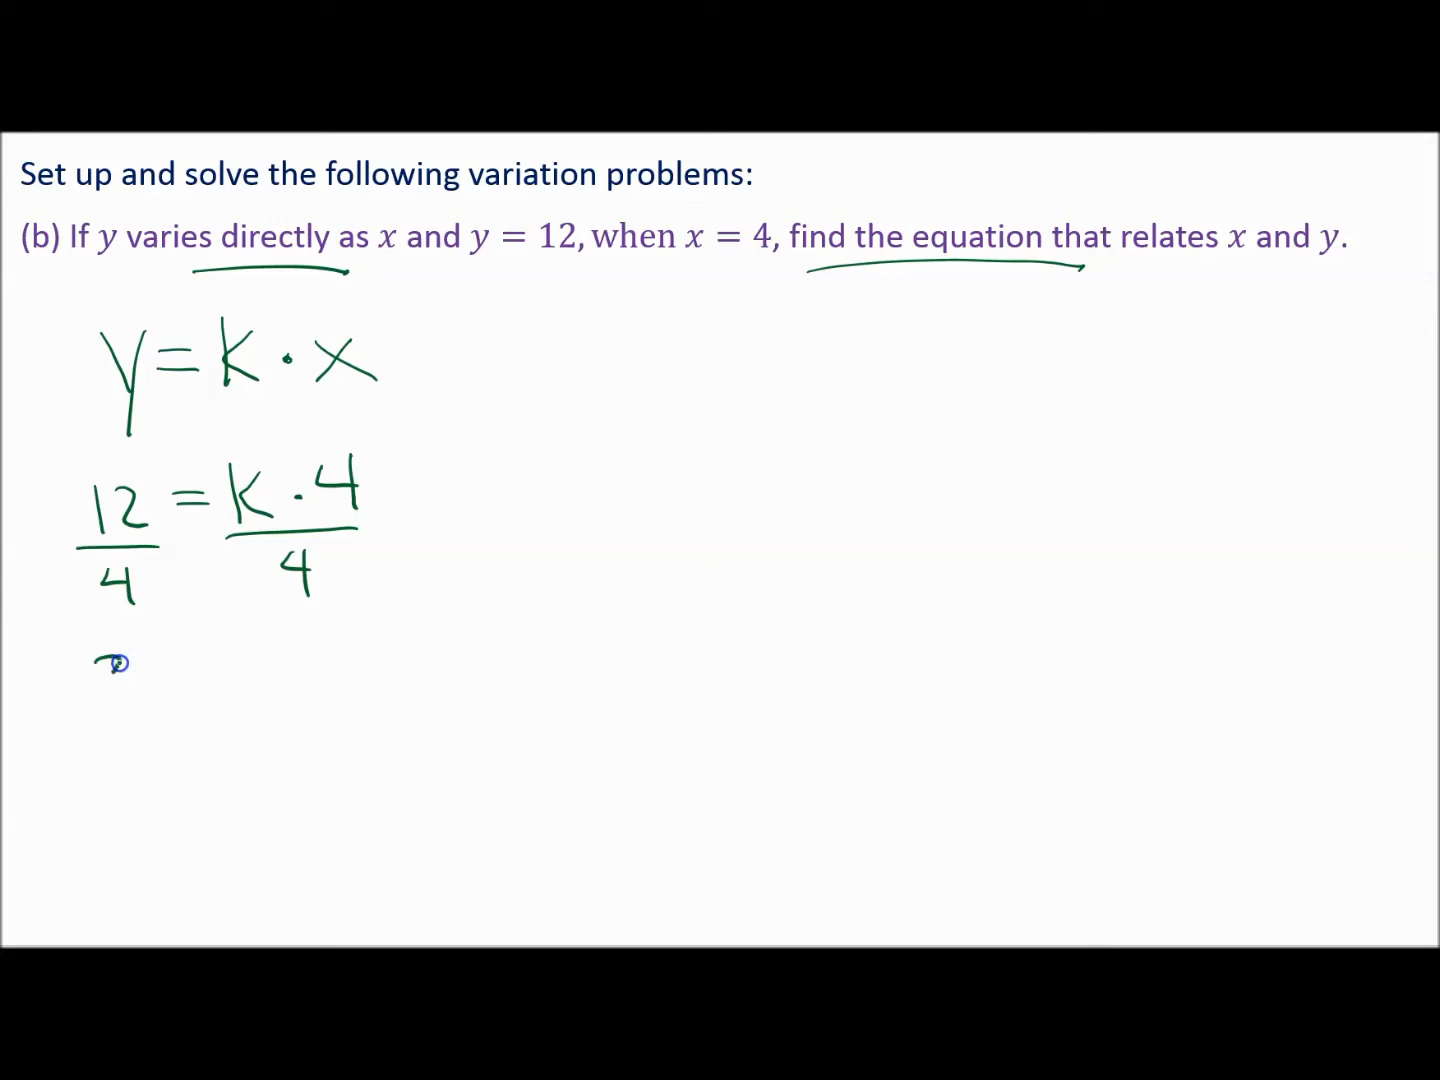 Set up and solve the following variation problems:
(b) If y varies directly as x and y = 12, when x = 4, find the equation that relates x and y.
y = k · x
12 = k · 4
4 4